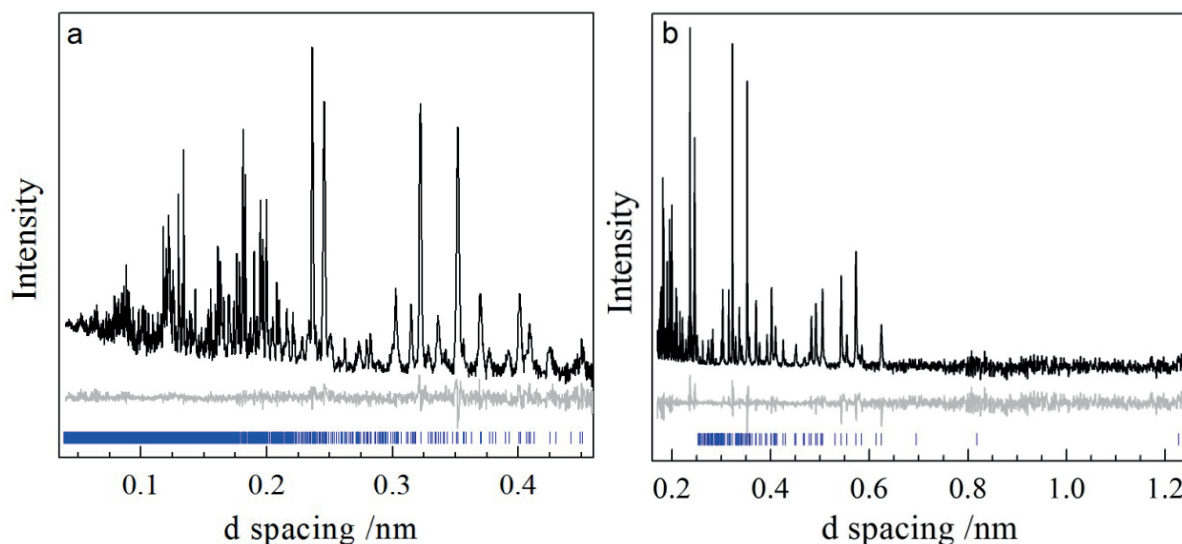 a
Intensity
0.1 0.2 0.3 0.4
d spacing /nm
b
Intensity
0.2 0.4 0.6 0.8 1.0 1.2
d spacing /nm